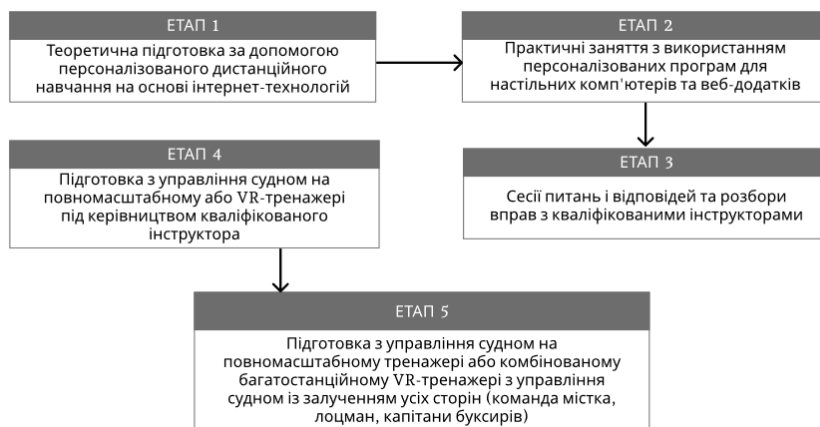 ЕТАП 1
Теоретична підготовка за допомогою
персоналізованого дистанційного
навчання на основі інтернет-технологій
ЕТАП 2
Практичні заняття з використанням
персоналізованих програм для
настільних комп'ютерів та веб-додатків
ЕТАП 3
Сесії питань і відповідей та розбори
вправ з кваліфікованими інструкторами
ЕТАП 4
Підготовка з управління судном на
повномасштабному або VR-тренажері
під керівництвом кваліфікованого
інструктора
ЕТАП 5
Підготовка з управління судном на
повномасштабному тренажері або комбінованому
багатостанційному VR-тренажері з управління
судном із залученням усіх сторін (команда містка,
лоцман, капітани буксирів)